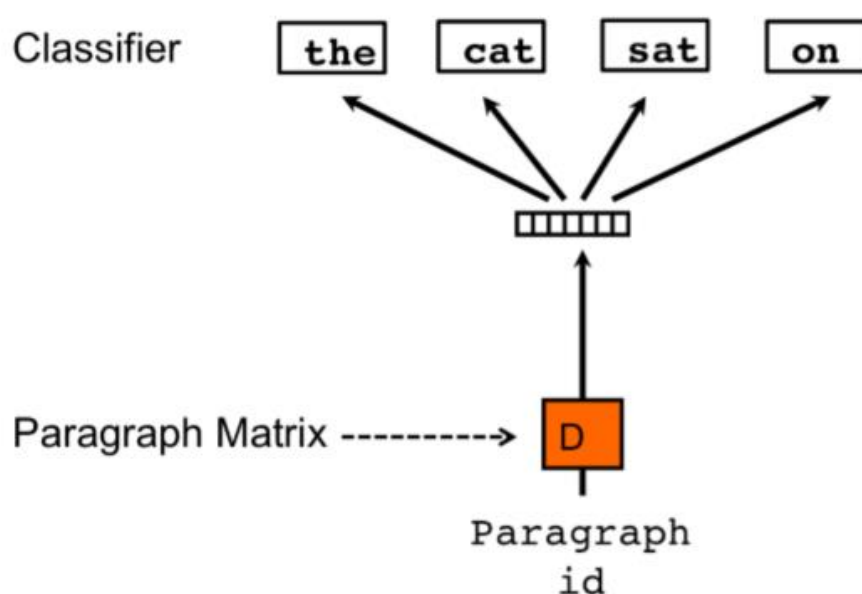 Classifier the cat sat on
Paragraph Matrix D
Paragraph
id